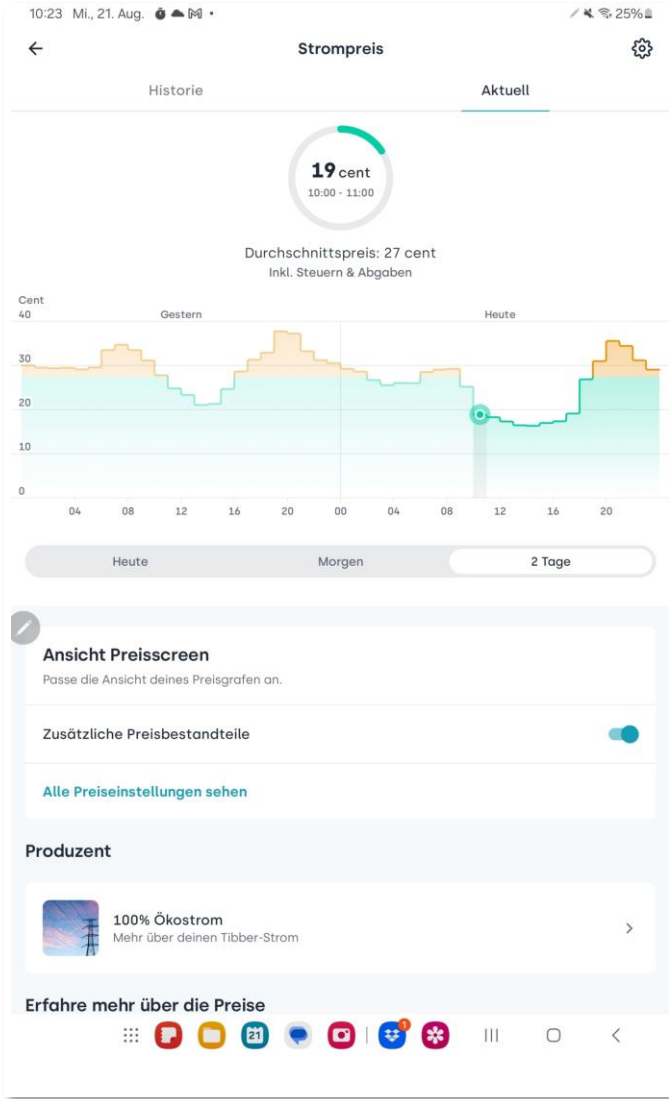 10:23 Mi., 21. Aug. 25%
Strompreis
Historie Aktuell
19 cent
10:00 - 11:00
Durchschnittspreis: 27 cent
Inkl. Steuern & Abgaben
Cent
40 Gestern Heute
30
20
10
0
04 08 12 16 20 00 04 08 12 16 20
Heute Morgen 2 Tage
Ansicht Preisscreen
Passe die Ansicht deines Preisgrafen an.
Zusätzliche Preisbestandteile
Alle Preiseinstellungen sehen
Produzent
100% Ökostrom
Mehr über deinen Tibber-Strom
Erfahre mehr über die Preise
21 1